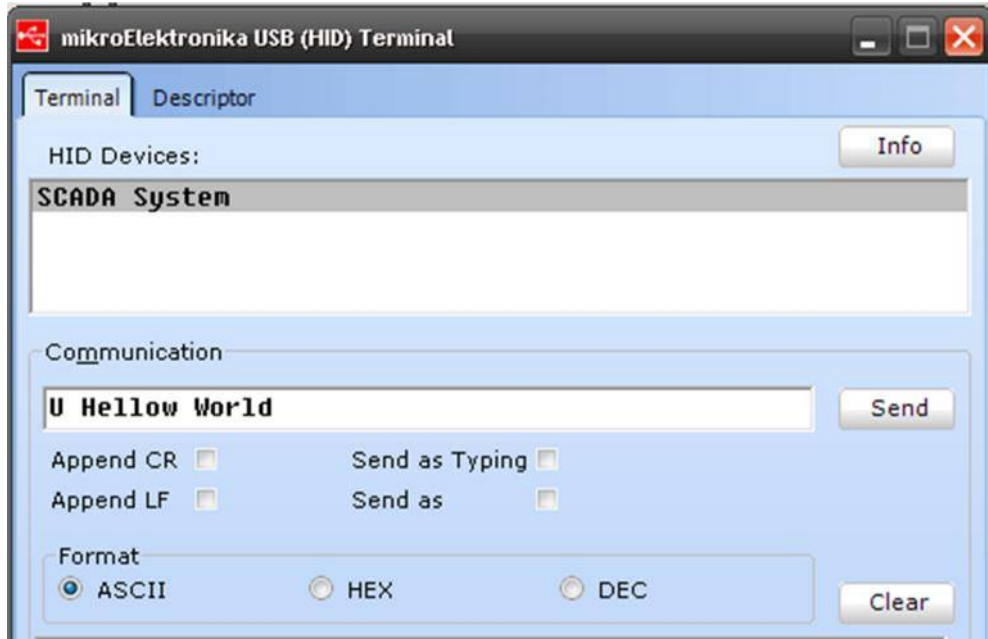 mikroElektronika USB (HID) Terminal
Terminal Descriptor
HID Devices: Info
SCADA System
Communication
U Hellow World Send
Append CR Send as Typing
Append LF Send as
Format
ASCII HEX DEC Clear